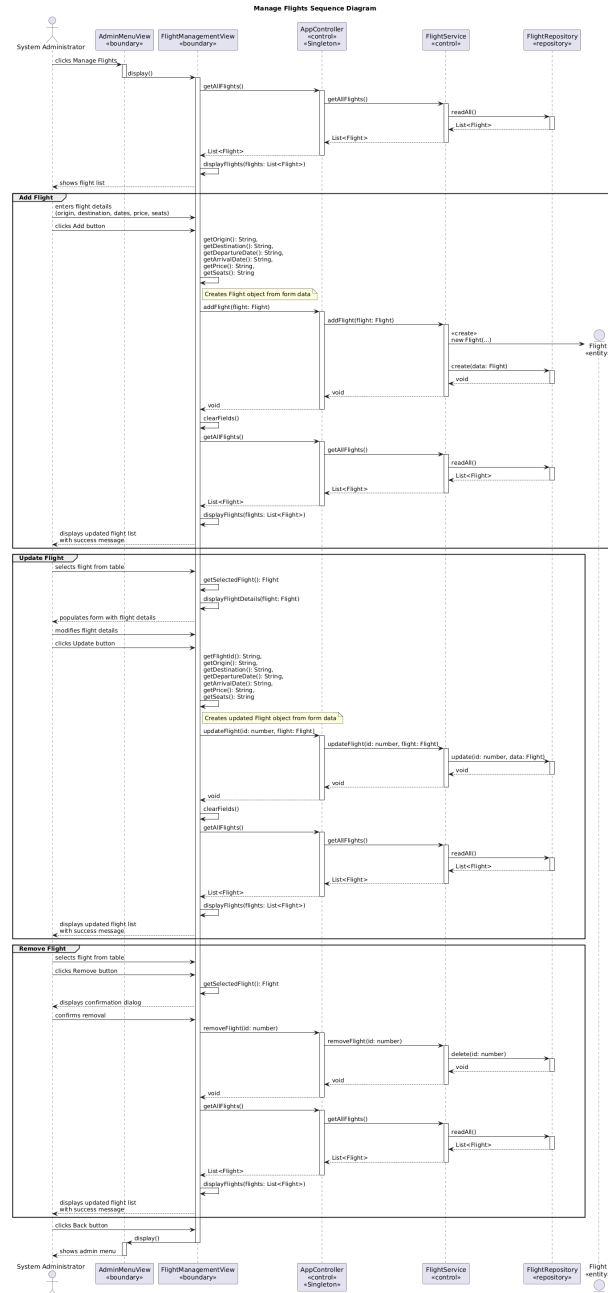 Manage Flights Sequence Diagram
System Administrator
AdminMenuView
«boundary»
FlightManagementView
«boundary»
AppController
«control»
«Singleton»
FlightService
«control»
FlightRepository
«repository»
clicks Manage Flights
display()
getAllFlights()
getAllFlights()
readAll()
List<Flight>
List<Flight>
List<Flight>
displayFlights(flights: List<Flight>)
shows flight list
Add Flight
enters flight details
(origin, destination, dates, price, seats)
clicks Add button
getOrigin(): String,
getDestination(): String,
getDepartureDate(): String,
getArrivalDate(): String,
getPrice(): String,
getSeats(): String
Creates Flight object from form data
addFlight(flight: Flight)
addFlight(flight: Flight)
«create»
new Flight(...)
Flight
«entity
create(data: Flight)
void
void
void
clearFields()
getAllFlights()
getAllFlights()
readAll()
List<Flight>
List<Flight>
List<Flight>
displayFlights(flights: List<Flight>)
displays updated flight list
with success message
Update Flight
selects flight from table
getSelectedFlight(): Flight
displayFlightDetails(flight: Flight)
populates form with flight details
modifies flight details
clicks Update button
getFlightId(): String,
getOrigin(): String,
getDestination(): String,
getDepartureDate(): String,
getArrivalDate(): String,
getPrice(): String,
getSeats(): String
Creates updated Flight object from form data
updateFlight(id: number, flight: Flight)
updateFlight(id: number, flight: Flight)
update(id: number, data: Flight)
void
void
void
clearFields()
getAllFlights()
getAllFlights()
readAll()
List<Flight>
List<Flight>
List<Flight>
displayFlights(flights: List<Flight>)
displays updated flight list
with success message
Remove Flight
selects flight from table
clicks Remove button
getSelectedFlight(): Flight
displays confirmation dialog
confirms removal
removeFlight(id: number)
removeFlight(id: number)
delete(id: number)
void
void
void
getAllFlights()
getAllFlights()
readAll()
List<Flight>
List<Flight>
List<Flight>
displayFlights(flights: List<Flight>)
displays updated flight list
with success message
clicks Back button
display()
shows admin menu
System Administrator
AdminMenuView
«boundary»
FlightManagementView
«boundary»
AppController
«control»
«Singleton»
FlightService
«control»
FlightRepository
«repository»
Flight
«entity